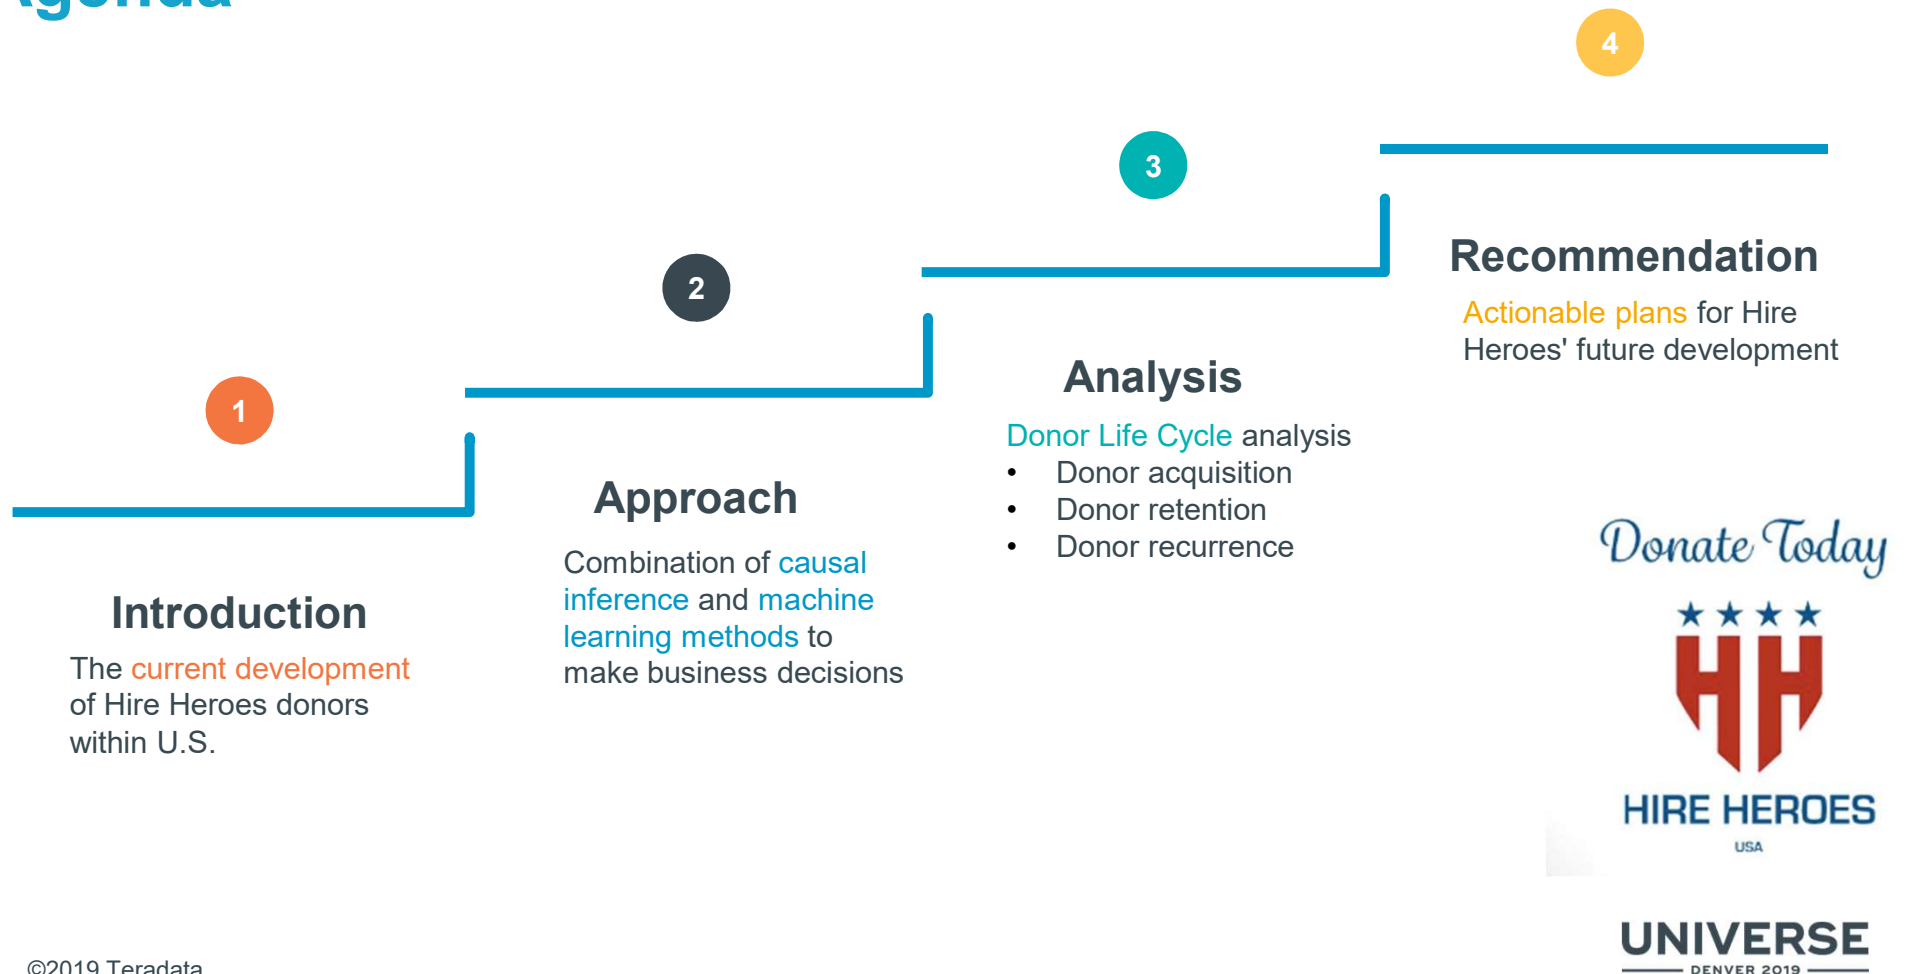 Agenda
1
Introduction
The current development
of Hire Heroes donors
within U.S.
2
Approach
Combination of causal
inference and machine
learning methods to
make business decisions
3
Analysis
Donor Life Cycle analysis
• Donor acquisition
• Donor retention
• Donor recurrence
4
Recommendation
Actionable plans for Hire
Heroes' future development
Donate Today
HH
HIRE HEROES
USA
©2019 Teradata
UNIVERSE
DENVER 2019